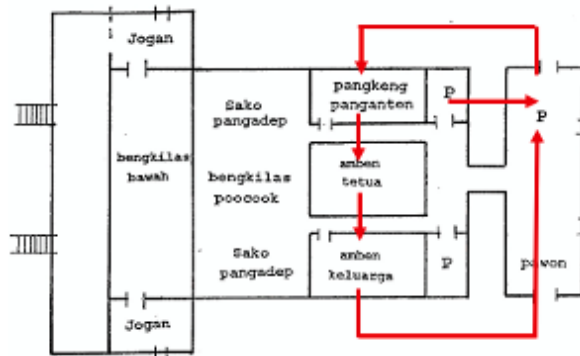 Jogan
pangkeng
panganten
P
P
Sako
pangadep
bengkilas
bawah
bengkilas
poocook
amben
tetua
Sako
pangadep
amben
keluarga
P
pawon
Jogan